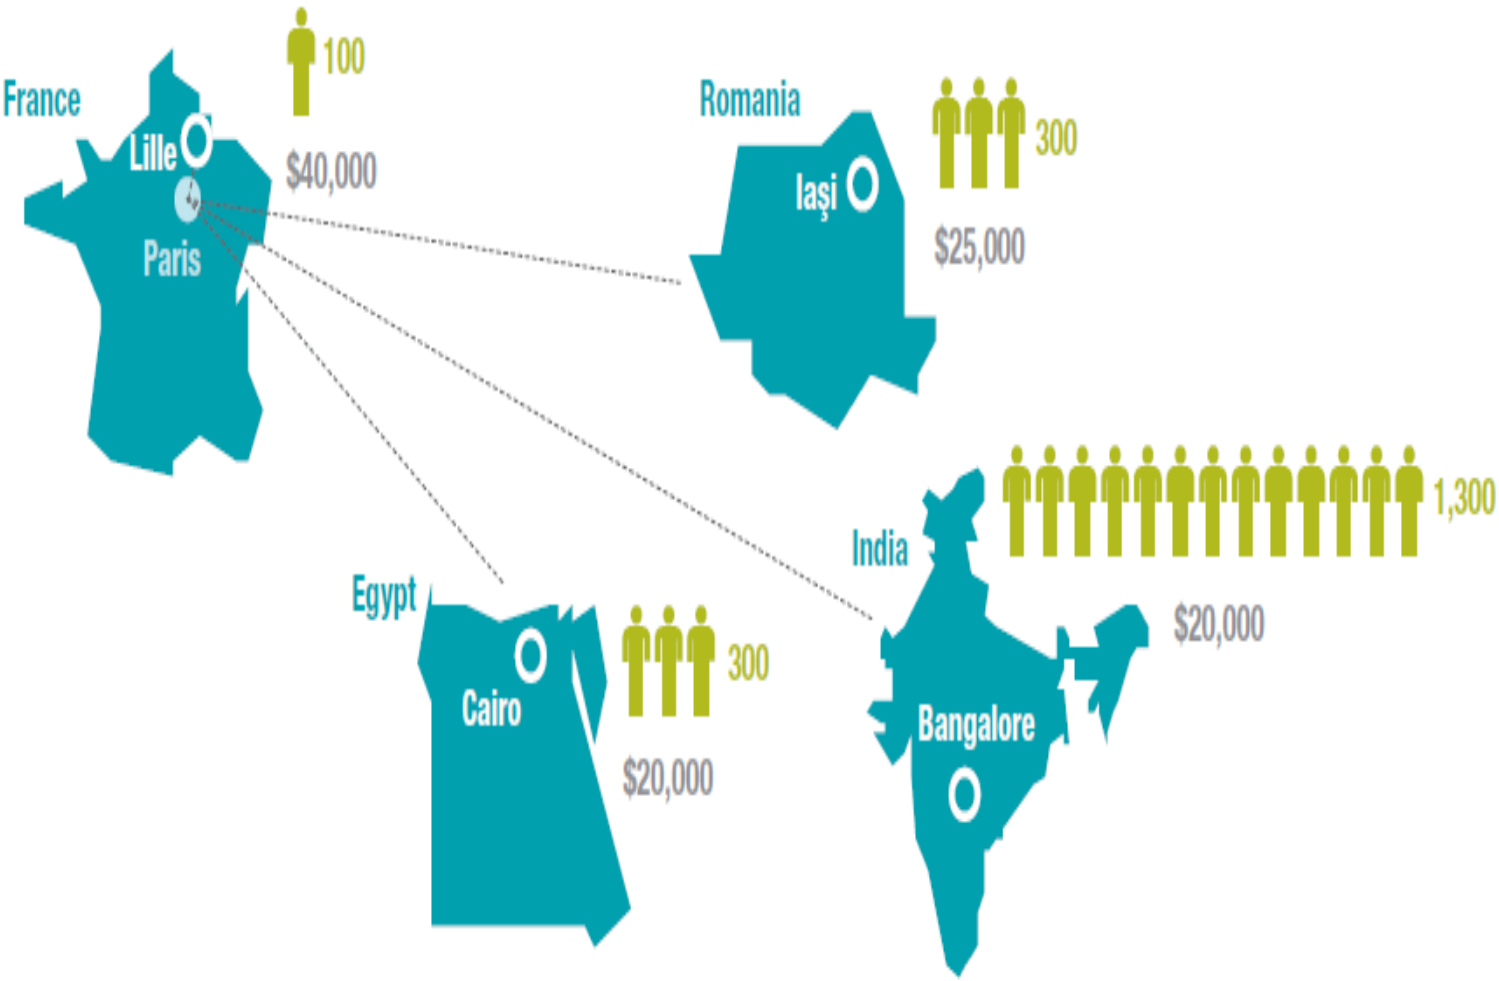 France
Lille
Paris
100
$40,000
Romania
Iaşi
300
$25,000
Egypt
Cairo
300
$20,000
India
Bangalore
1,300
$20,000